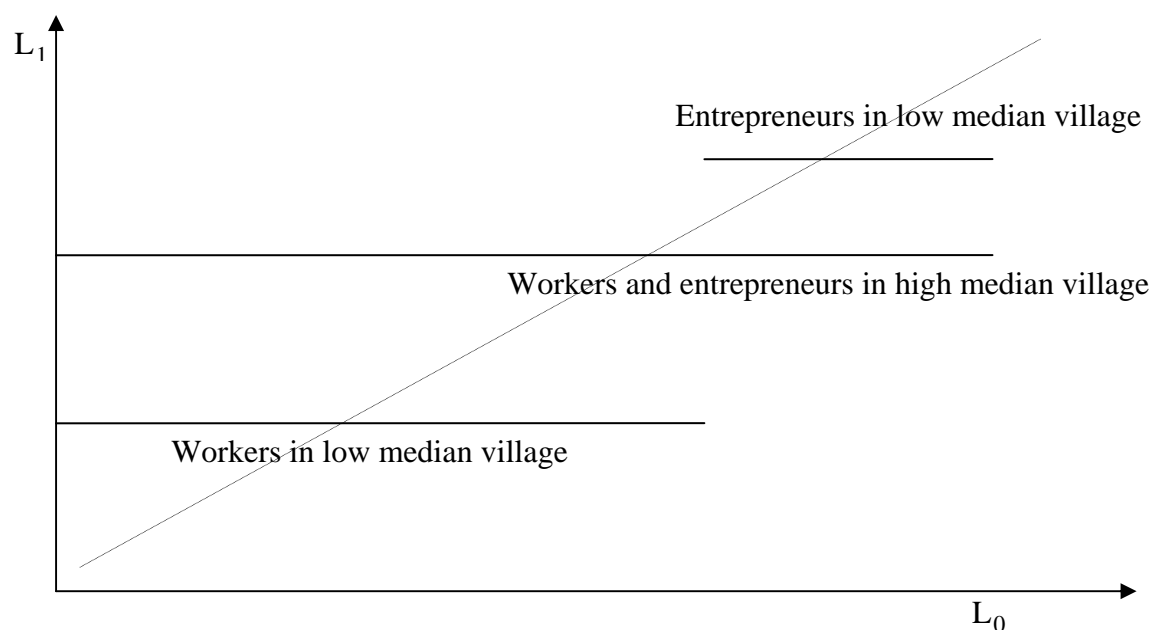 L₁
Entrepreneurs in low median village
Workers and entrepreneurs in high median village
Workers in low median village
L₀